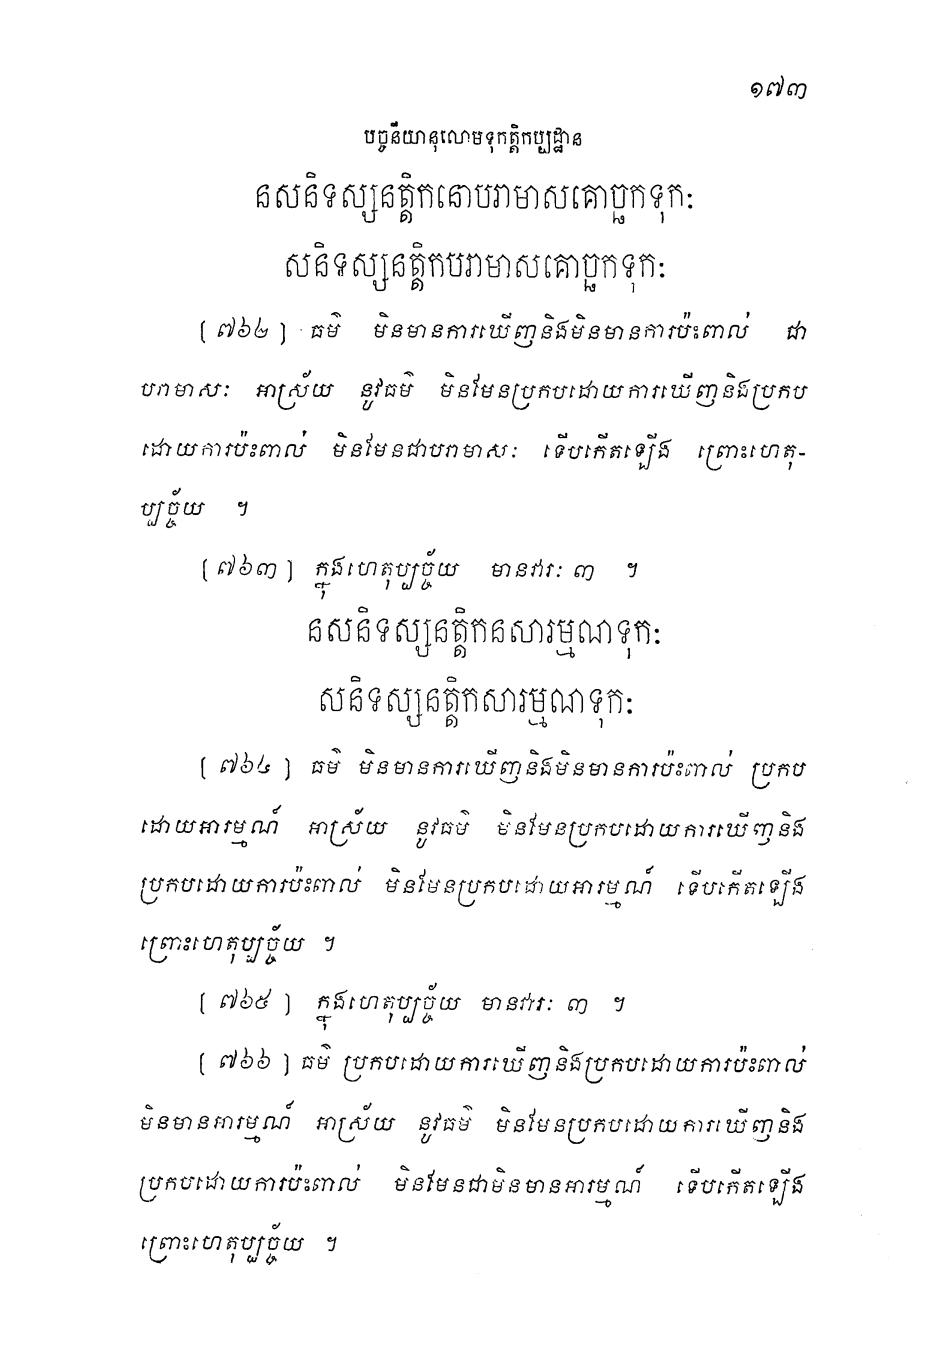 ១៧៣
បច្ចនីយានុលោមទុកត្តិកប្បដ្ឋាន
នសនិទស្សនត្តិកនោបរាមាសគោច្ឆកទុកៈ
សនិទស្សនត្តិកបរាមាសគោច្ឆកទុកៈ
[ ៧៦២ ] ធម៌ មិនមានការឃើញនិងមិនមានការប៉ះពាល់ ជា
បរាមាសៈ អាស្រ័យ នូវធម៌ មិនមែនប្រកបដោយការឃើញនិងប្រកប
ដោយការប៉ះពាល់ មិនមែនជាបរាមាសៈ ទើបកើតឡើង ព្រោះហេតុ-
ប្បច្ច័យ ។
[ ៧៦៣ ] ក្នុងហេតុប្បច្ច័យ មានវារៈ ៣ ។
នសនិទស្សនត្តិកនសារម្មណទុកៈ
សនិទស្សនត្តិកសារម្មណទុកៈ
[ ៧៦៤ ] ធម៌ មិនមានការឃើញនិងមិនមានការប៉ះពាល់ ប្រកប
ដោយអារម្មណ៍ អាស្រ័យ នូវធម៌ មិនមែនប្រកបដោយការឃើញនិង
ប្រកបដោយការប៉ះពាល់ មិនមែនប្រកបដោយអារម្មណ៍ ទើបកើតឡើង
ព្រោះហេតុប្បច្ច័យ ។
[ ៧៦៥ ] ក្នុងហេតុប្បច្ច័យ មានវារៈ ៣ ។
[ ៧៦៦ ] ធម៌ ប្រកបដោយការឃើញនិងប្រកបដោយការប៉ះពាល់
មិនមានអារម្មណ៍ អាស្រ័យ នូវធម៌ មិនមែនប្រកបដោយការឃើញនិង
ប្រកបដោយការប៉ះពាល់ មិនមែនជាមិនមានអារម្មណ៍ ទើបកើតឡើង
ព្រោះហេតុប្បច្ច័យ ។